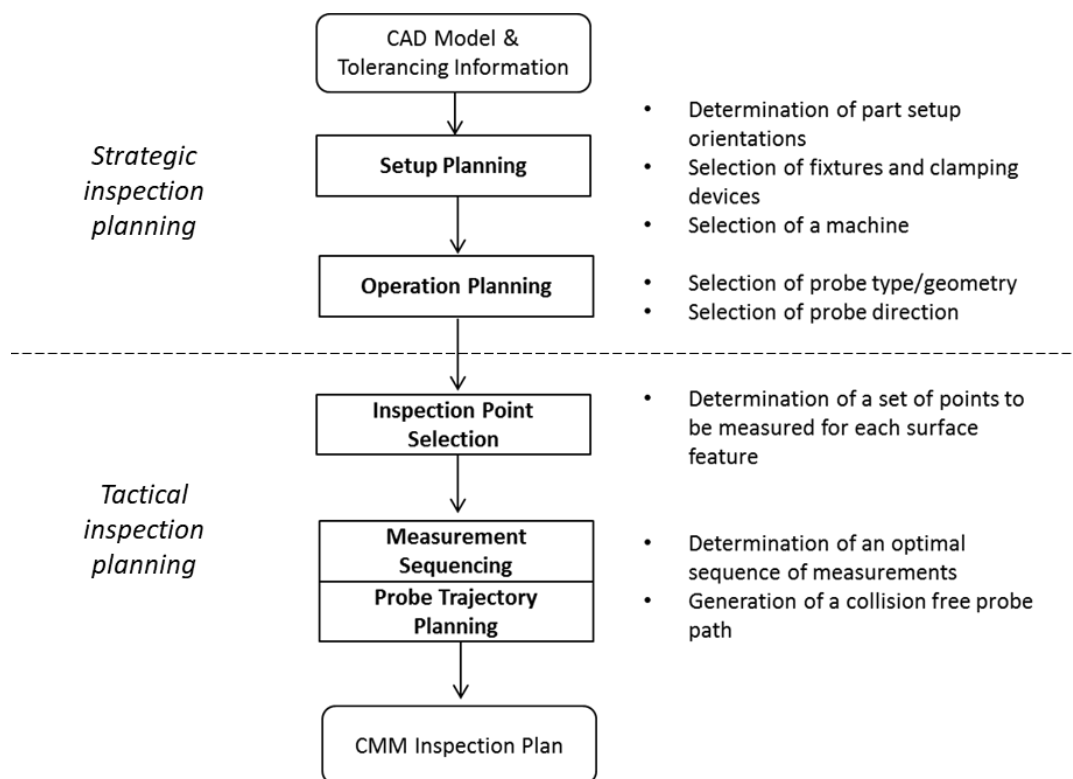 CAD Model &
Tolerancing Information
Strategic
inspection
planning
Setup Planning
• Determination of part setup
orientations
• Selection of fixtures and clamping
devices
• Selection of a machine
Operation Planning
• Selection of probe type/geometry
• Selection of probe direction
Tactical
inspection
planning
Inspection Point
Selection
• Determination of a set of points to
be measured for each surface
feature
Measurement
Sequencing
Probe Trajectory
Planning
• Determination of an optimal
sequence of measurements
• Generation of a collision free probe
path
CMM Inspection Plan